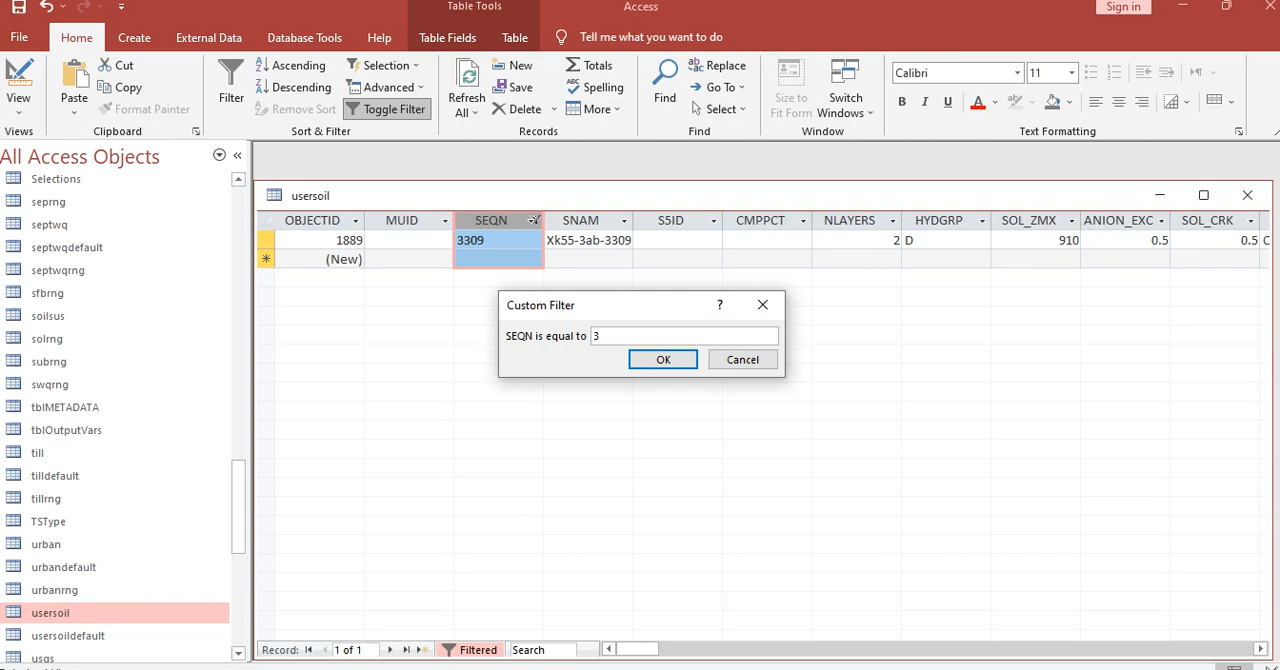 Table Tools
Access
Sign in
File
Home
Create
External Data
Database Tools
Help
Table Fields
Table
Tell me what you want to do
View
Paste
Cut
Copy
Format Painter
Filter
Ascending
Descending
Remove Sort
Selection
Advanced
Toggle Filter
Refresh
All
New
Save
Delete
Totals
Spelling
More
Find
Replace
Go To
Select
Size to
Fit Form
Switch
Windows
Calibri
11
B I U A
Views
Clipboard
Sort & Filter
Records
Find
Window
Text Formatting
All Access Objects
Selections
seprng
septwq
septwqdefault
septwqrng
sfbrng
soilsus
solrng
subrng
swqrng
tblMETADATA
tblOutputVars
till
tilldefault
tillrng
TSType
urban
urbandefault
urbanrng
usersoil
usersoildefault
usgs
usersoil
OBJECTID MUID SEQN SNAM S5ID CMPPCT NLAYERS HYDGRP SOL_ZMX ANION_EXC SOL_CRK
1889 3309 Xk55-3ab-3309 2 D 910 0.5 0.5 C
(New)
Custom Filter ?
SEQN is equal to 3
OK Cancel
Record: 1 of 1 Filtered Search